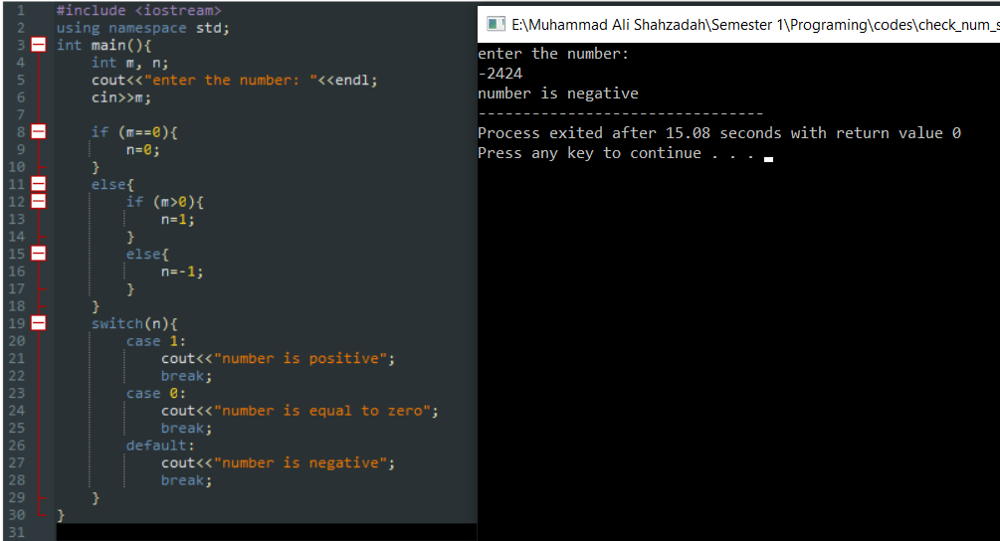 1 #include <iostream>
2 using namespace std;
3 int main(){
4     int m, n;
5     cout<<"enter the number: "<<endl;
6     cin>>m;
7
8     if (m==0){
9         n=0;
10     }
11     else{
12         if (m>0){
13             n=1;
14         }
15         else{
16             n=-1;
17         }
18     }
19     switch(n){
20         case 1:
21             cout<<"number is positive";
22             break;
23         case 0:
24             cout<<"number is equal to zero";
25             break;
26         default:
27             cout<<"number is negative";
28             break;
29     }
30 }
31
E:\Muhammad Ali Shahzadah\Semester 1\Programing\codes\check_num_s
enter the number:
-2424
number is negative
--------------------------------
Process exited after 15.08 seconds with return value 0
Press any key to continue . . .